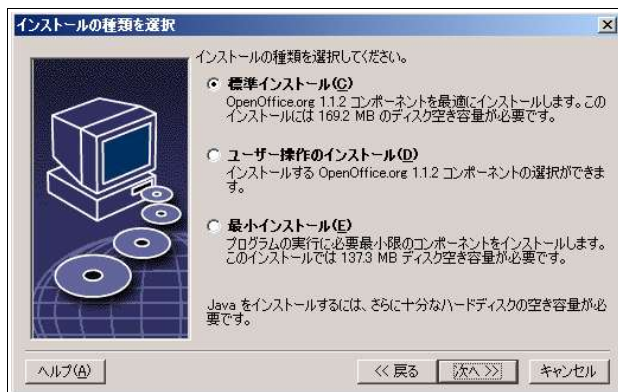 インストールの種類を選択
インストールの種類を選択してください。
標準インストール(C)
OpenOffice.org 1.1.2 コンポーネントを最適にインストールします。この
インストールには 169.2 MB のディスク空き容量が必要です。
ユーザー操作のインストール(D)
インストールする OpenOffice.org 1.1.2 コンポーネントの選択ができま
す。
最小インストール(E)
プログラムの実行に必要最小限のコンポーネントをインストールします。
このインストールでは 137.3 MB ディスク空き容量が必要です。
Java をインストールするには、さらに十分なハードディスクの空き容量が必
要です。
ヘルプ(A)
<< 戻る
次へ >>
キャンセル